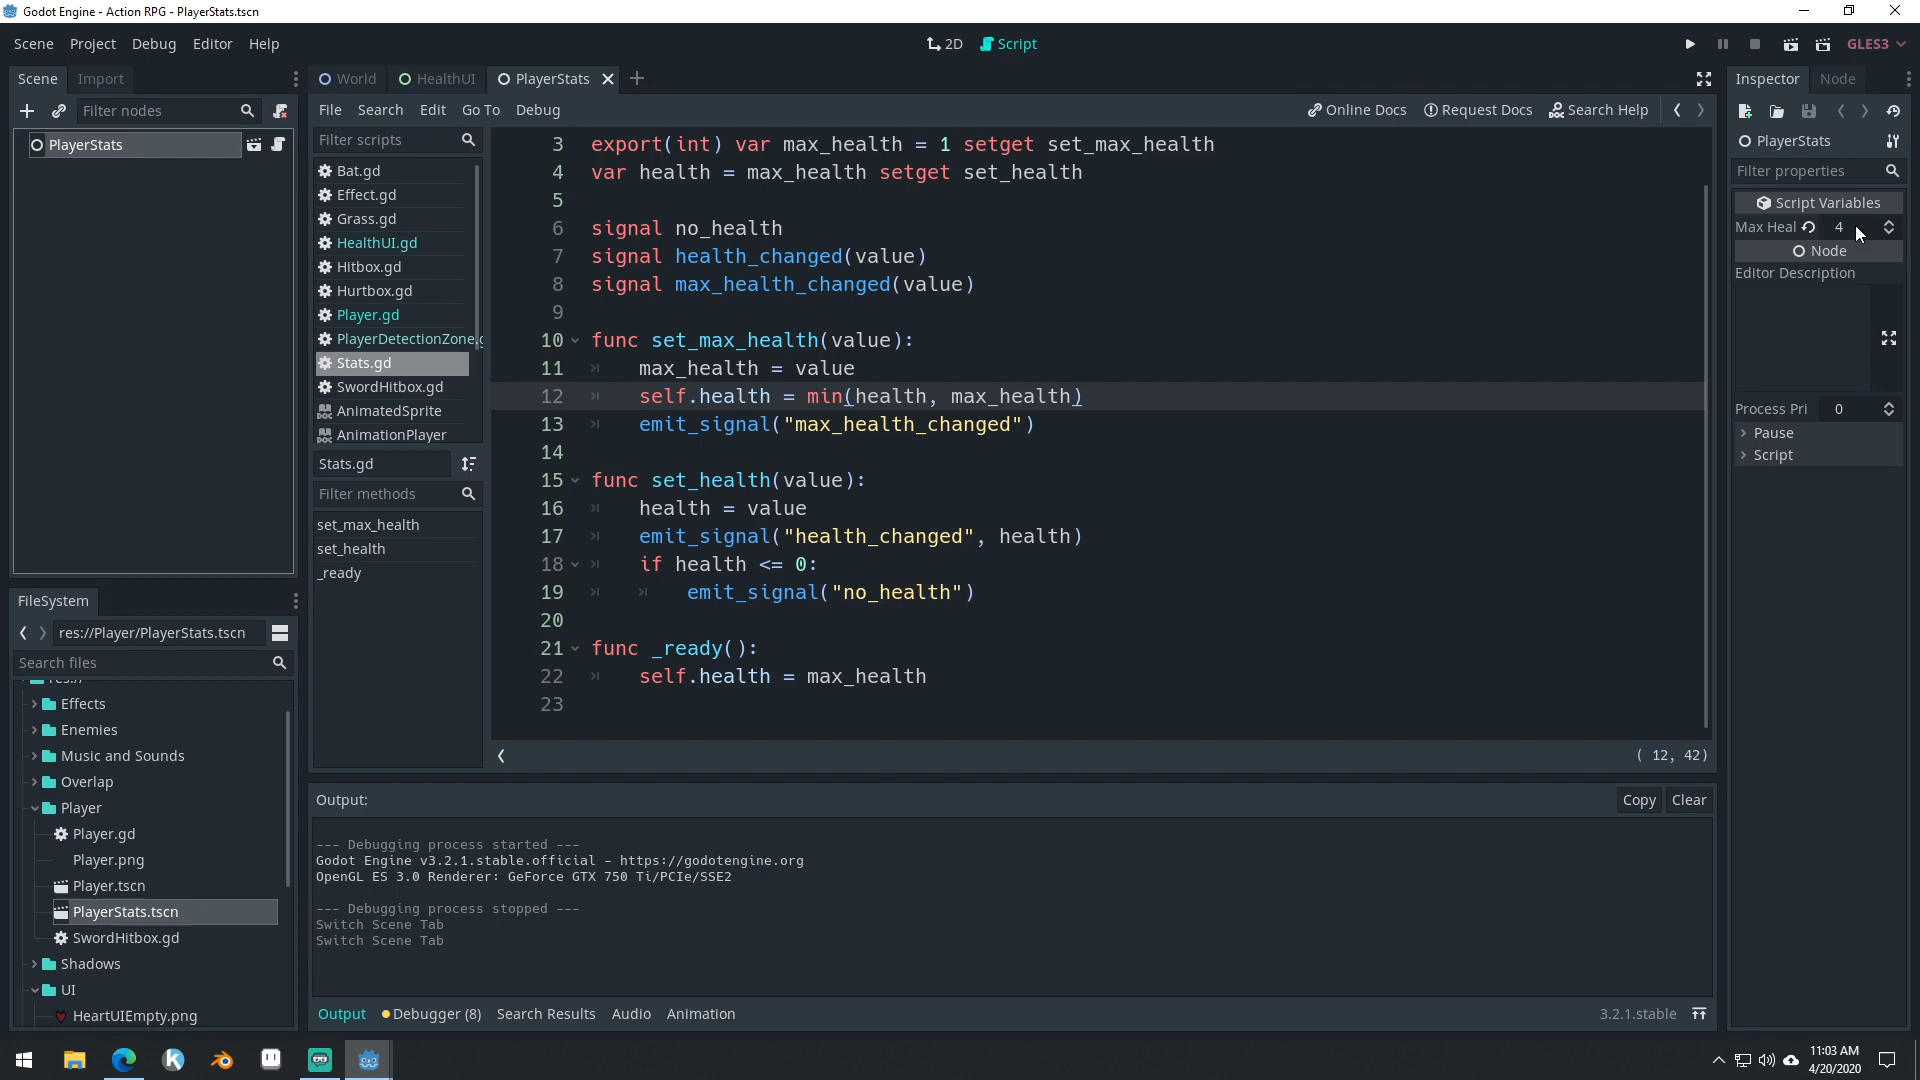 Godot Engine - Action RPG - PlayerStats.tscn
Scene Project Debug Editor Help
2D Script
GLES3
Scene Import
World HealthUI PlayerStats
Inspector Node
Filter nodes
File Search Edit Go To Debug
Online Docs Request Docs Search Help
PlayerStats
Filter scripts
PlayerStats
Filter properties
Bat.gd
Effect.gd
Grass.gd
HealthUI.gd
Hitbox.gd
Hurtbox.gd
Player.gd
PlayerDetectionZone.g
Stats.gd
SwordHitbox.gd
AnimatedSprite
AnimationPlayer
Stats.gd
Filter methods
set_max_health
set_health
_ready
3 export(int) var max_health = 1 setget set_max_health
4 var health = max_health setget set_health
5
6 signal no_health
7 signal health_changed(value)
8 signal max_health_changed(value)
9
10 func set_max_health(value):
11 max_health = value
12 self.health = min(health, max_health)
13 emit_signal("max_health_changed")
14
15 func set_health(value):
16 health = value
17 emit_signal("health_changed", health)
18 if health <= 0:
19 emit_signal("no_health")
20
21 func _ready():
22 self.health = max_health
23
( 12, 42)
Script Variables
Max Heal 4
Node
Editor Description
Process Pri 0
Pause
Script
FileSystem
res://Player/PlayerStats.tscn
Search files
res://
Effects
Enemies
Music and Sounds
Overlap
Player
Player.gd
Player.png
Player.tscn
PlayerStats.tscn
SwordHitbox.gd
Shadows
UI
HeartUIEmpty.png
Output:
Copy Clear
--- Debugging process started ---
Godot Engine v3.2.1.stable.official - https://godotengine.org
OpenGL ES 3.0 Renderer: GeForce GTX 750 Ti/PCIe/SSE2
--- Debugging process stopped ---
Switch Scene Tab
Switch Scene Tab
Output Debugger (8) Search Results Audio Animation
3.2.1.stable
11:03 AM
4/20/2020